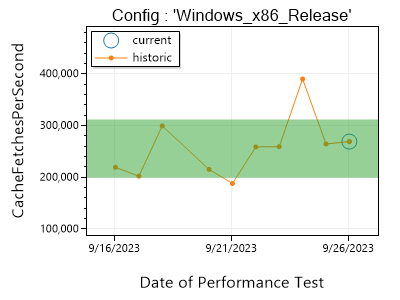 Config : 'Windows_x86_Release'
current
historic
CacheFetchesPerSecond
400,000
300,000
200,000
100,000
9/16/2023 9/21/2023 9/26/2023
Date of Performance Test